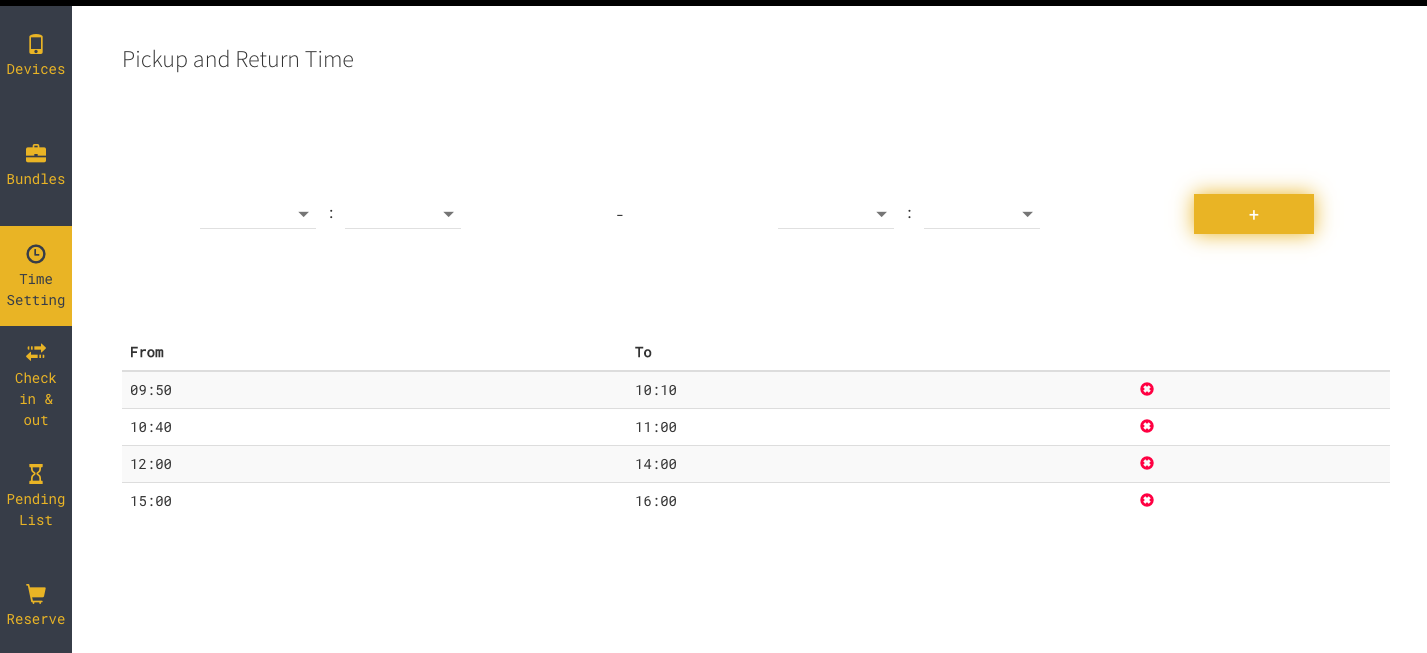 Pickup and Return Time
Devices
Bundles
Time
Setting
Check
in &
out
Pending
List
Reserve
: - : +
From To
09:50 10:10
10:40 11:00
12:00 14:00
15:00 16:00